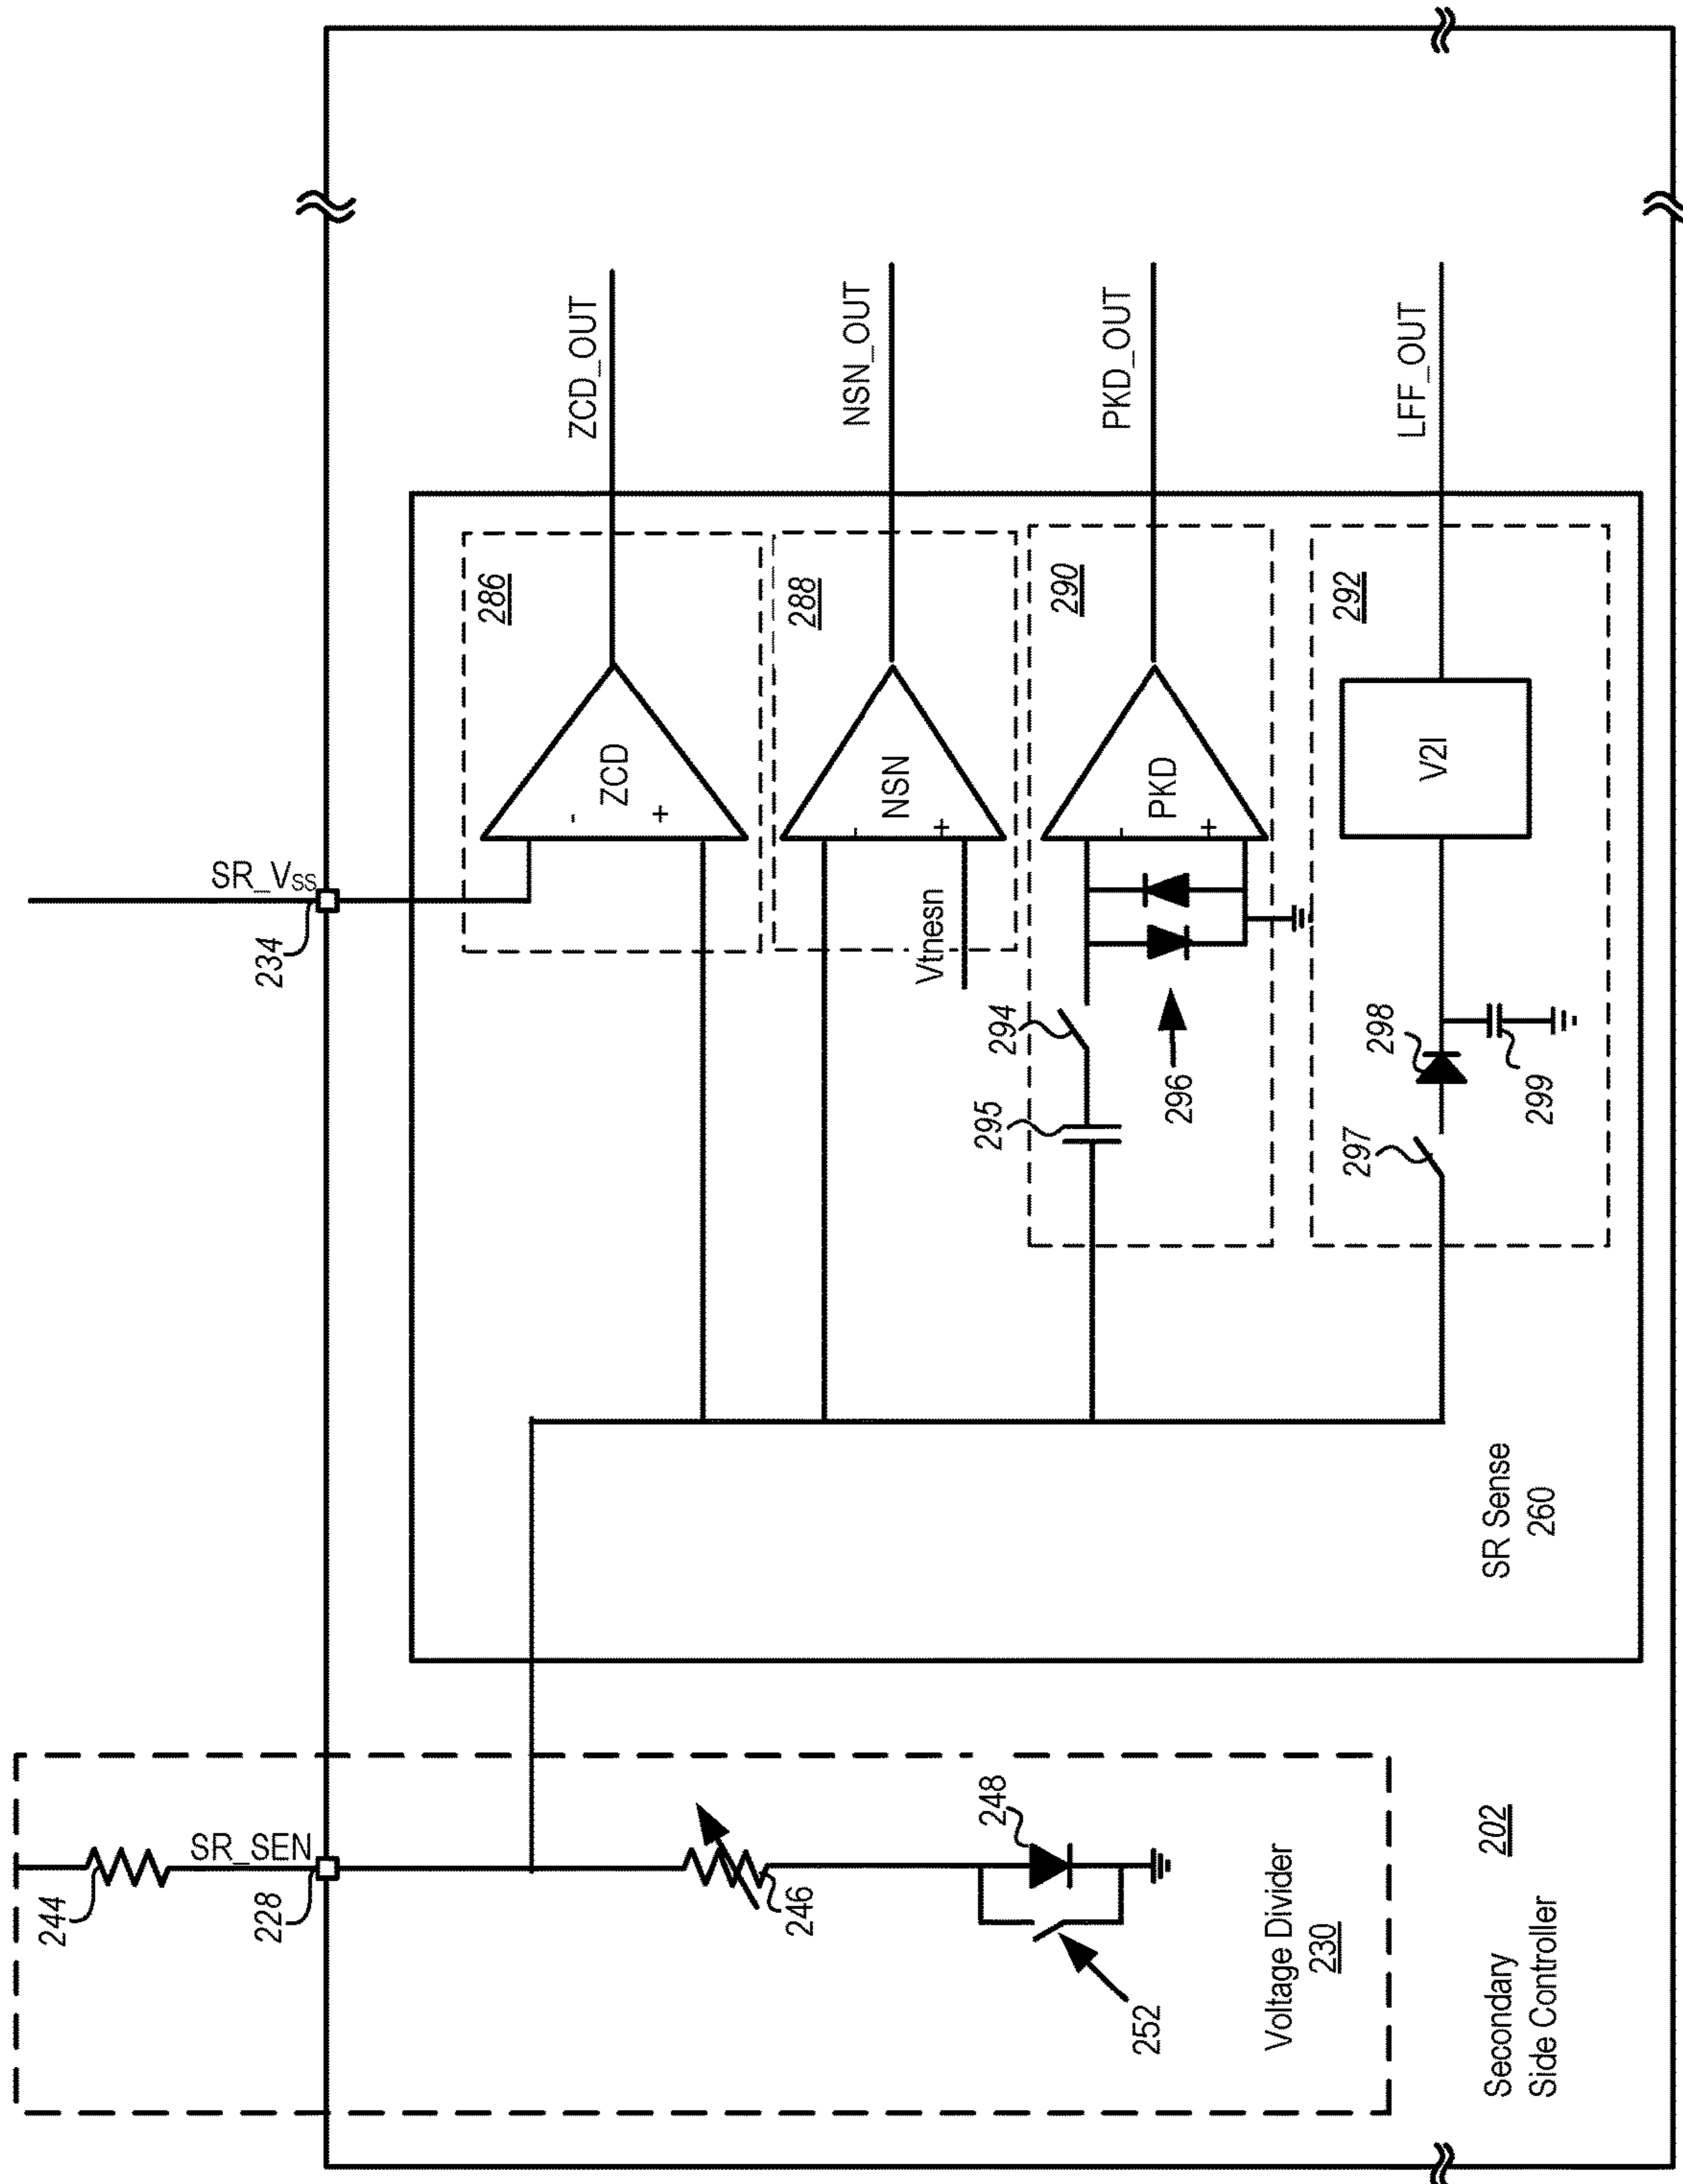 244
SR_SEN
228
246
248
252
Voltage Divider
230
Secondary
Side Controller
202
SR Sense
260
SR_VSS
234
286
-
+
ZCD
ZCD_OUT
288
-
+
NSN
Vtnesn
NSN_OUT
290
294
295
296
-
+
PKD
PKD_OUT
292
297
298
299
V2I
LFF_OUT